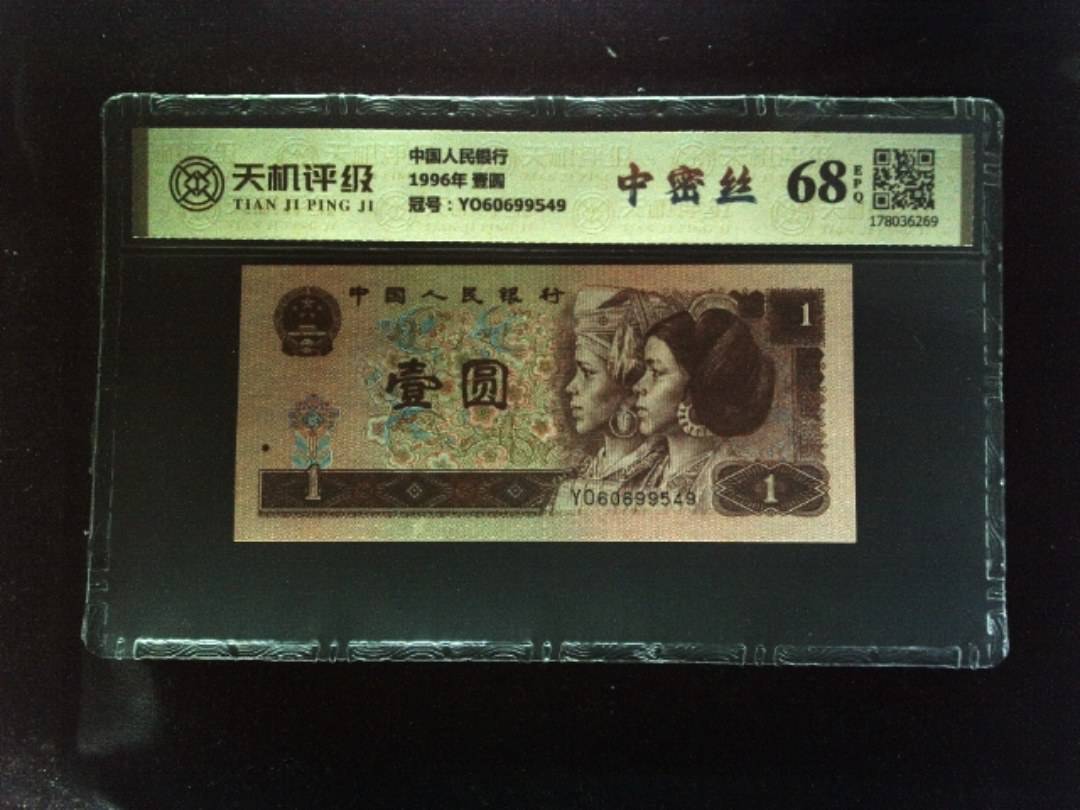 天机评级
TIAN JI PING JI
中国人民银行
1996年 壹圆
冠号：YO60699549
中密丝
68
EPQ
178036269
中国人民银行
1
壹圆
1
YO60699549
1